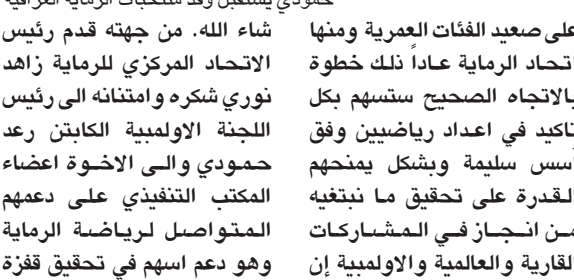 حمودي يستقبل وفد منتخبات الرماية العراقية
على صعيد الفئات العمرية ومنها
اتحاد الرماية عاداً ذلك خطوة
بالاتجاه الصحيح ستسهم بكل
تاكيد في اعداد رياضيين وفق
أسس سليمة وبشكل يمنحهم
القدرة على تحقيق ما نبتغيه
من انجاز في المشاركات
القارية والعالمية والاولمبية إن
شاء الله. من جهته قدم رئيس
الاتحاد المركزي للرماية زاهد
نوري شكره وامتنانه الى رئيس
اللجنة الاولمبية الكابتن رعد
حمودي والى الاخوة اعضاء
المكتب التنفيذي على دعمهم
المتواصل لرياضة الرماية
وهو دعم اسهم في تحقيق قفزة